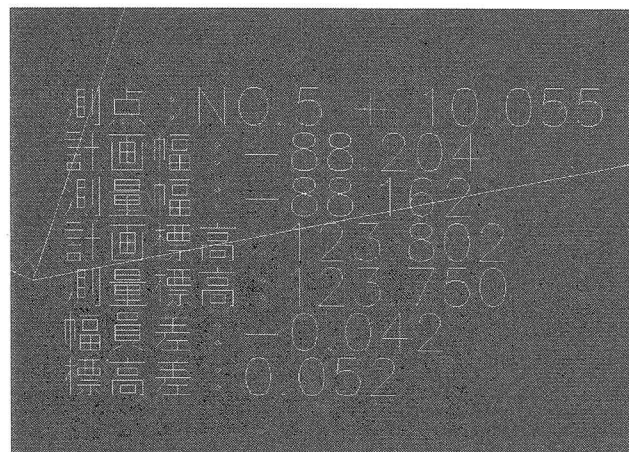 測点:NO.5 + 10.055
計画幅:-88.204
測量幅:-88.162
計画標高:123.802
測量標高:123.750
幅員差:-0.042
標高差:0.052